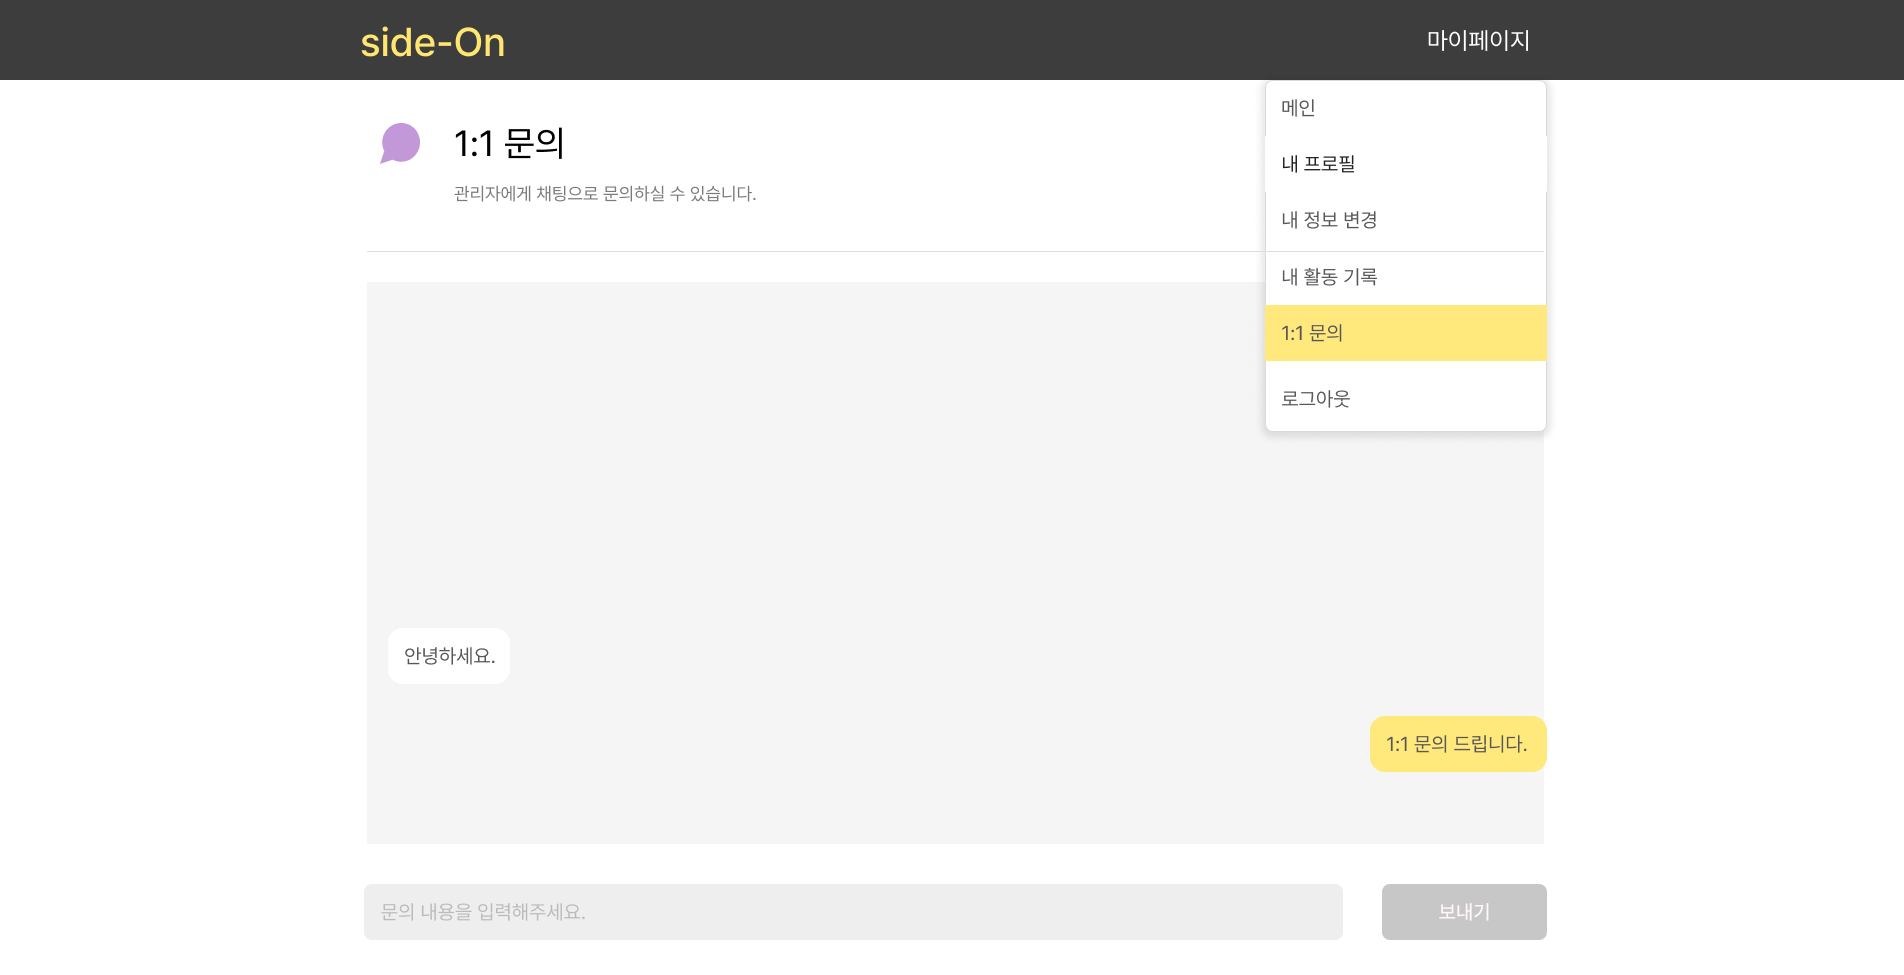 side-On
마이페이지
1:1 문의
관리자에게 채팅으로 문의하실 수 있습니다.
메인
내 프로필
내 정보 변경
내 활동 기록
1:1 문의
로그아웃
안녕하세요.
1:1 문의 드립니다.
문의 내용을 입력해주세요.
보내기